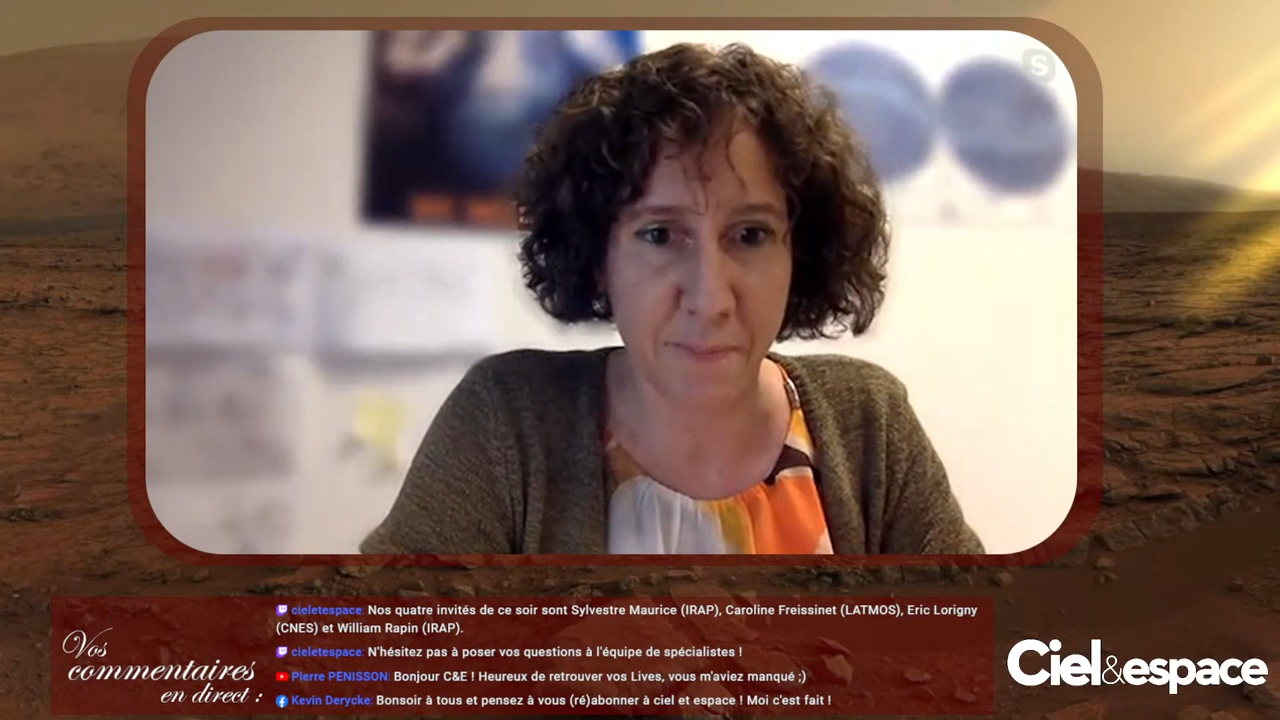 S
cieletespace: Nos quatre invités de ce soir sont Sylvestre Maurice (IRAP), Caroline Freissinet (LATMOS), Eric Lorigny
(CNES) et William Rapin (IRAP).
cieletespace: N'hésitez pas à poser vos questions à l'équipe de spécialistes !
Pierre PENISSON: Bonjour C&E ! Heureux de retrouver vos Lives, vous m'aviez manqué ;)
Kevin Derycke: Bonsoir à tous et pensez à vous (ré)abonner à ciel et espace ! Moi c'est fait !
Vos
commentaires
en direct :
Ciel&espace